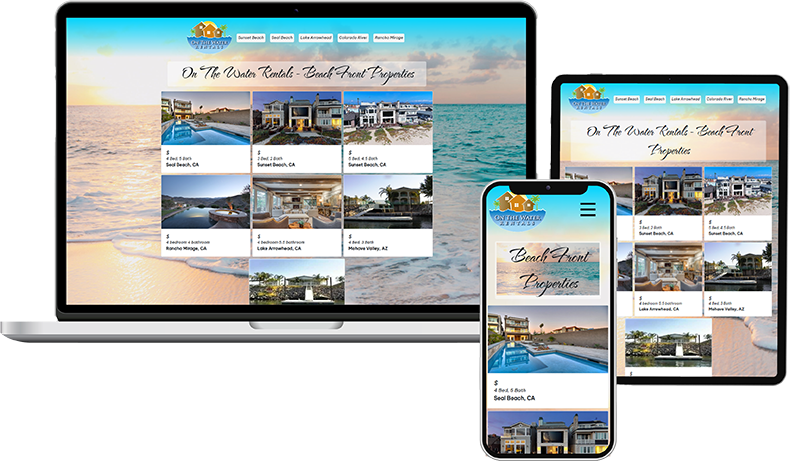 ON THE WATER
RENTALS
Sunset Beach
Seal Beach
Lake Arrowhead
Colorado River
Rancho Mirage
On The Water Rentals - Beach Front Properties
$
4 Bed, 5 Bath
Seal Beach, CA
$
3 Bed, 2 Bath
Sunset Beach, CA
$
5 Bed, 4.5 Bath
Sunset Beach, CA
$
4 bedroom 4 bathroom
Rancho Mirage, CA
$
4 bedroom 5.5 bathroom
Lake Arrowhead, CA
$
4 Bed, 3 Bath
Mohave Valley, AZ
ON THE WATER
RENTALS
Sunset Beach
Seal Beach
Lake Arrowhead
Colorado River
Rancho Mirage
On The Water Rentals - Beach Front
Properties
$
3 Bed, 2 Bath
Sunset Beach, CA
$
5 Bed, 4.5 Bath
Sunset Beach, CA
$
4 bedroom 5.5 bathroom
Lake Arrowhead, CA
$
4 Bed, 3 Bath
Mohave Valley, AZ
ON THE WATER
RENTALS
Beach Front
Properties
$
4 Bed, 5 Bath
Seal Beach, CA